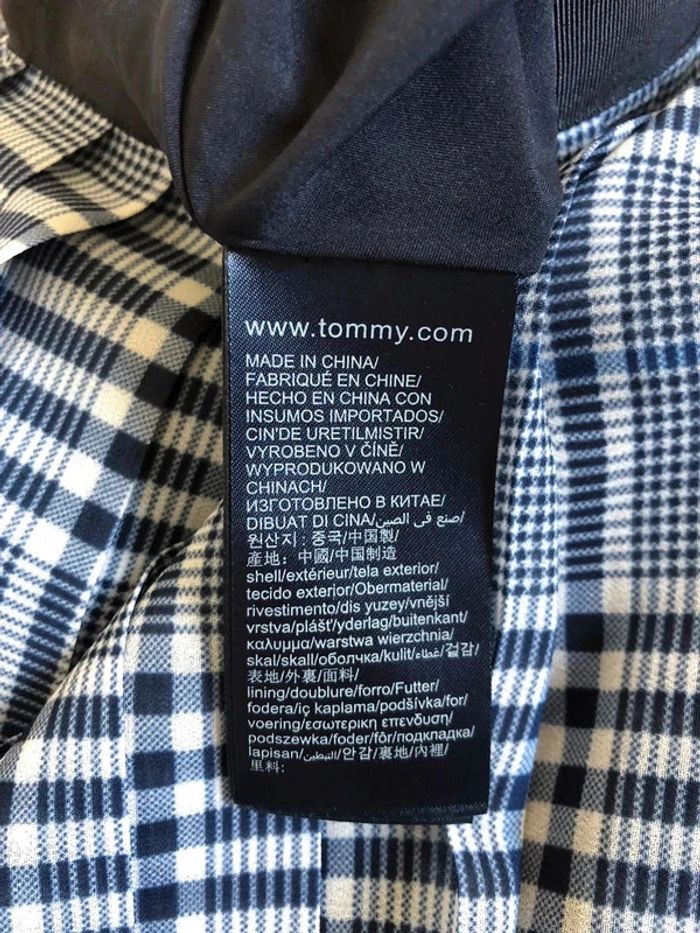 www.tommy.com
MADE IN CHINA/
FABRIQUÉ EN CHINE/
HECHO EN CHINA CON
INSUMOS IMPORTADOS/
CIN'DE URETILMISTIR/
VYROBENO V ČÍNĚ/
WYPRODUKOWANO W
CHINACH/
ИЗГОТОВЛЕНО В КИТАЕ/
DIBUAT DI CINA/صنع في الصين/
원산지 : 중국/中国製/
產地：中國/中国制造
shell/extérieur/tela exterior/
tecido exterior/Obermaterial/
rivestimento/dis yuzey/vnější
vrstva/plášť/yderlag/buitenkant/
καλυμμα/warstwa wierzchnia/
skal/skall/оболчка/kulit/غطاء/겉감/
表地/外裏/面料/
lining/doublure/forro/Futter/
fodera/iç kaplama/podšívka/for/
voering/εσωτερικη επενδυση/
podszewka/foder/fôr/подкладка/
lapisan/التبطين/안감/裏地/內裡/
里料: